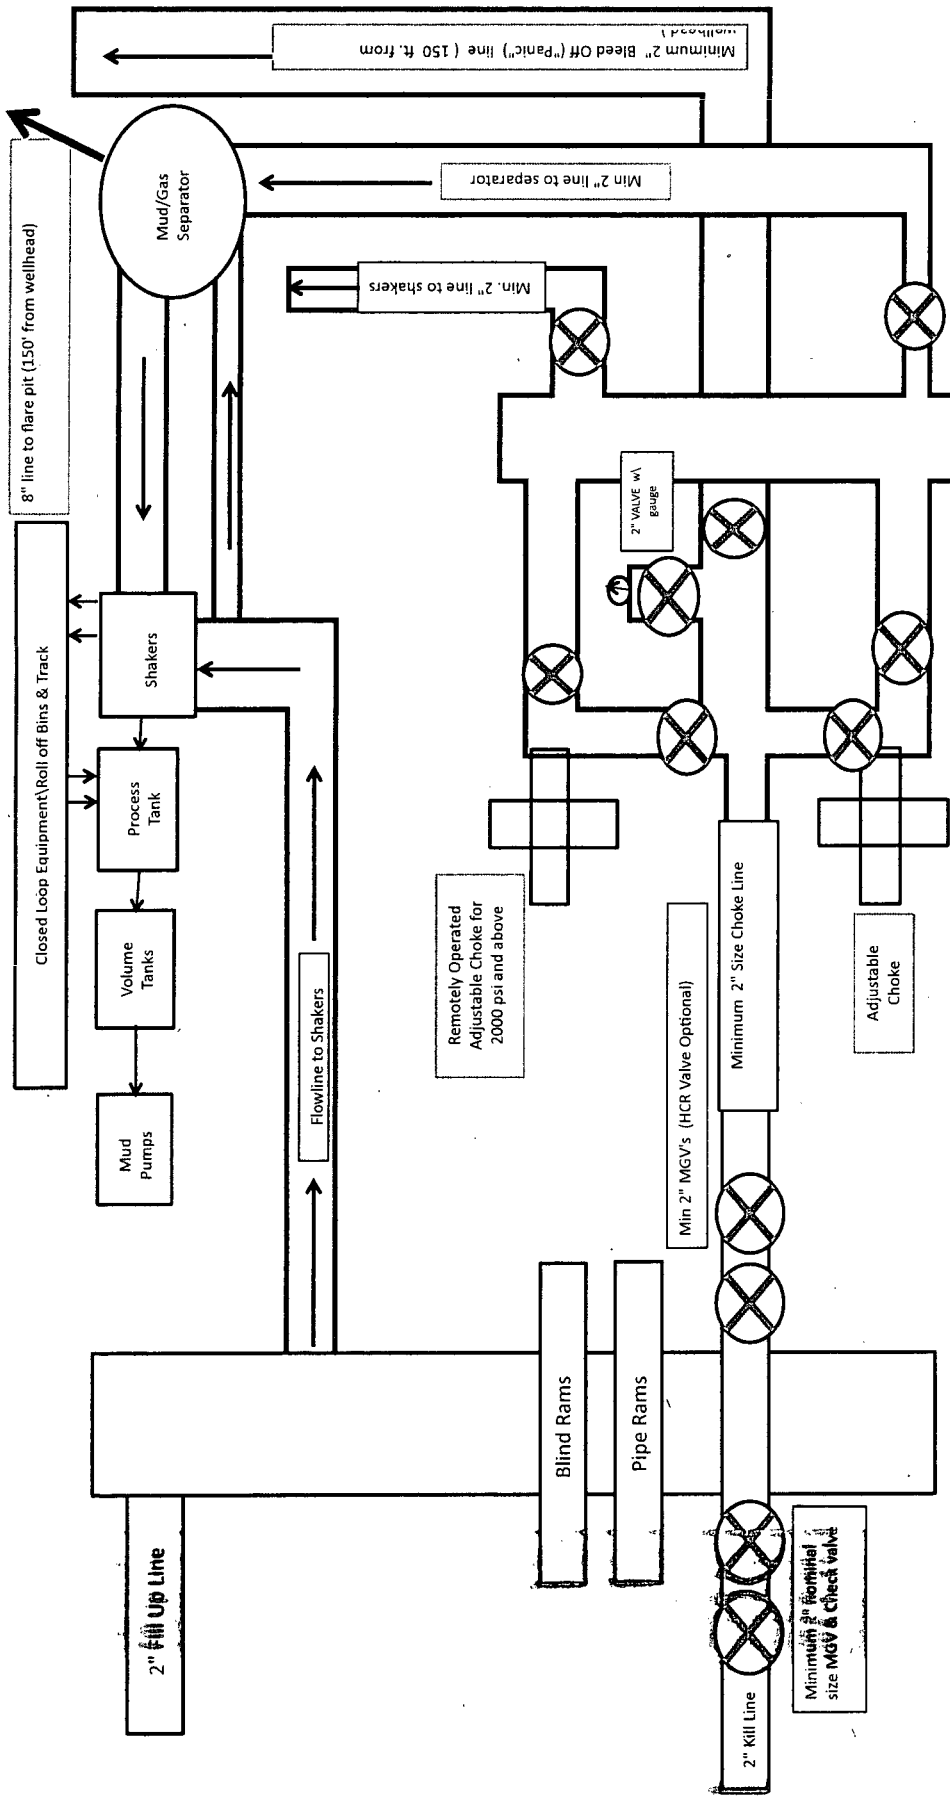 2" Fill Up Line
2" Kill Line
Minimum 2" nominal
size MGV & Check valve
Blind Rams
Pipe Rams
Mud
Pumps
Volume
Tanks
Process
Tank
Shakers
Closed Loop Equipment\Roll off Bins & Track
8" line to flare pit (150' from wellhead)
Mud/Gas
Separator
Flowline to Shakers
Remotely Operated
Adjustable Choke for
2000 psi and above
Min 2" MGV's (HCR Valve Optional)
Minimum 2" Size Choke Line
Adjustable
Choke
2" VALVE w\
gauge
Min. 2" line to shakers
Min 2" line to separator
Minimum 2" Bleed Off ("Panic") line ( 150 ft. from
wellhead)